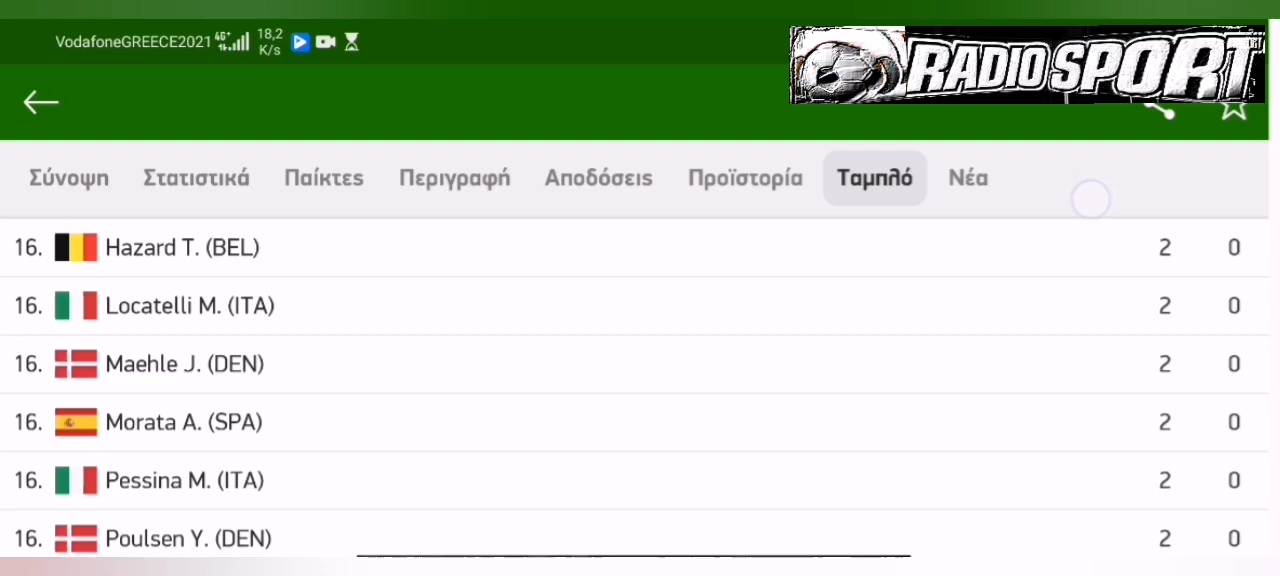 VodafoneGREECE2021 4G+ 18,2 K/s
RADIO SPORT
Σύνοψη Στατιστικά Παίκτες Περιγραφή Αποδόσεις Προϊστορία Ταμπλό Νέα
16. Hazard T. (BEL) 2 0
16. Locatelli M. (ITA) 2 0
16. Maehle J. (DEN) 2 0
16. Morata A. (SPA) 2 0
16. Pessina M. (ITA) 2 0
16. Poulsen Y. (DEN) 2 0